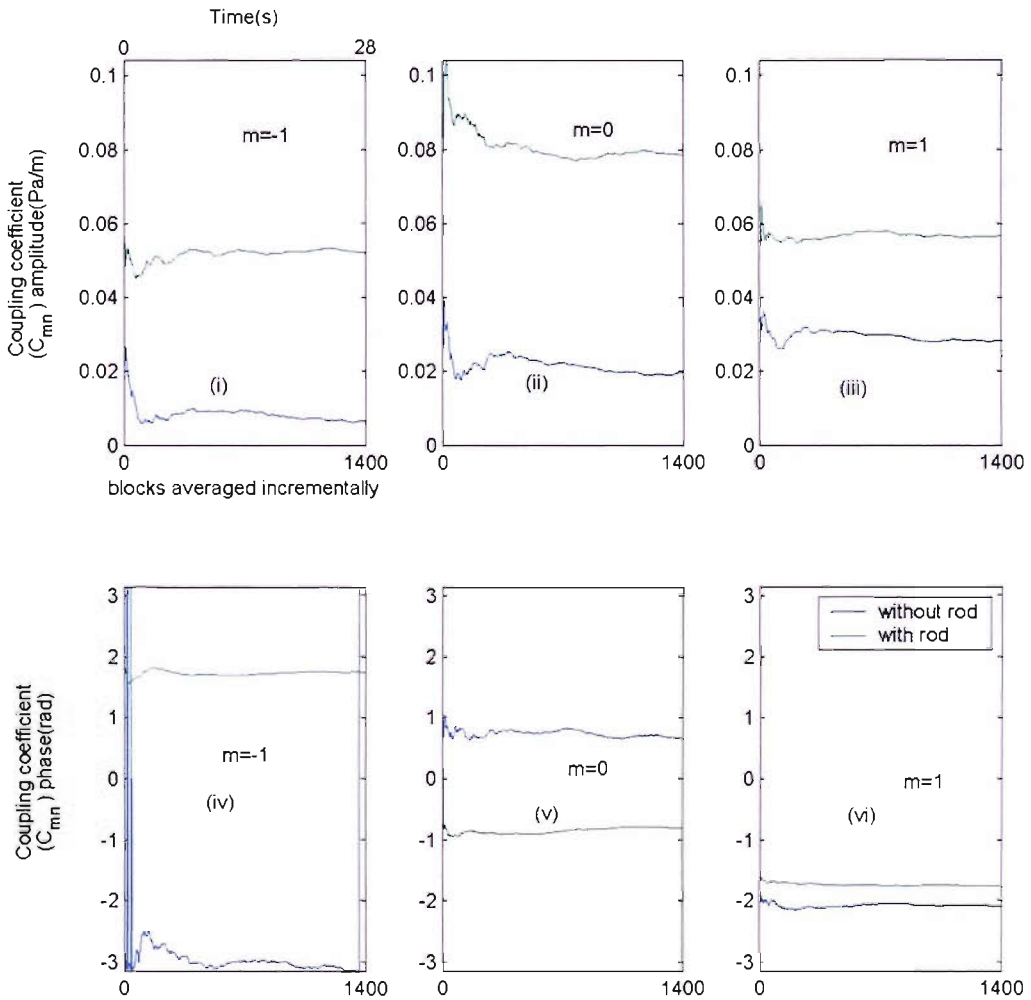 Time(s)
0 28
0.1 0.1 0.1
m=-1 m=0 m=1
0.08 0.08 0.08
0.06 0.06 0.06
0.04 0.04 0.04
0.02 0.02 0.02
(i) (ii) (iii)
0 0 0
0 1400 0 1400 0 1400
blocks averaged incrementally
Coupling coefficient
(Cmn) amplitude(Pa/m)
3 3 3
without rod
with rod
2 2 2
1 1 1
m=-1 m=0 m=1
0 0 0
(iv) (v) (vi)
-1 -1 -1
-2 -2 -2
-3 -3 -3
0 1400 0 1400 0 1400
Coupling coefficient
(Cmn) phase(rad)